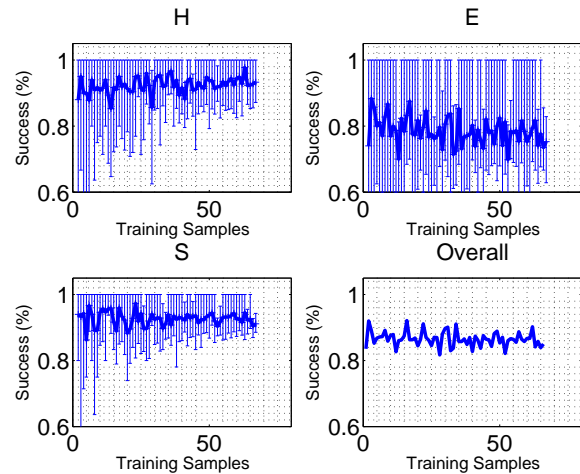 H
E
1
0.8
0.6
0
50
Success (%)
Training Samples
1
0.8
0.6
0
50
Success (%)
Training Samples
S
Overall
1
0.8
0.6
0
50
Success (%)
Training Samples
1
0.8
0.6
0
50
Success (%)
Training Samples